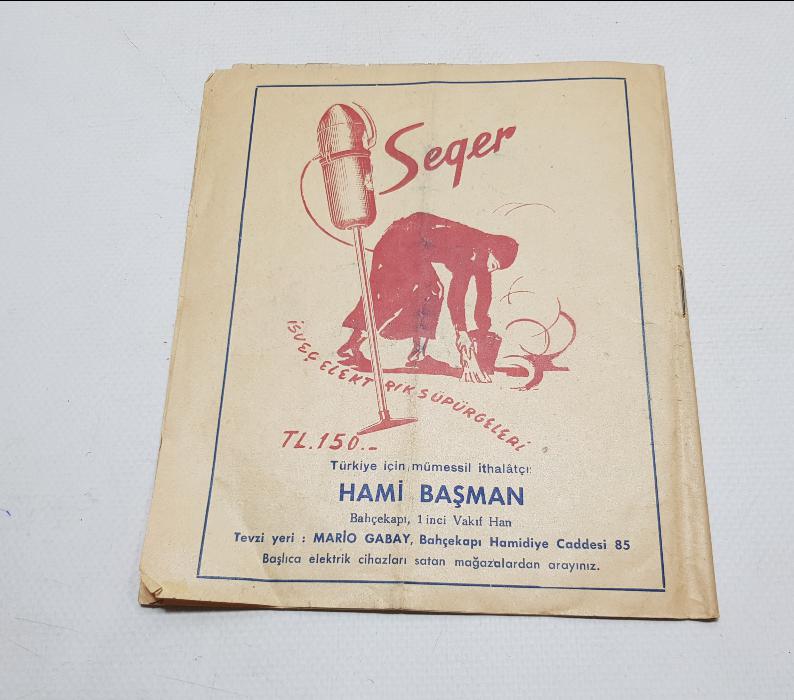 Seger
İSVEÇ ELEKTRIK SÜPÜRGELERİ
TL.150.-
Türkiye için mümessil ithalâtçı:
HAMİ BAŞMAN
Bahçekapı, 1 inci Vakıf Han
Tevzi yeri : MARİO GABAY, Bahçekapı Hamidiye Caddesi 85
Başlıca elektrik cihazları satan mağazalardan arayınız.